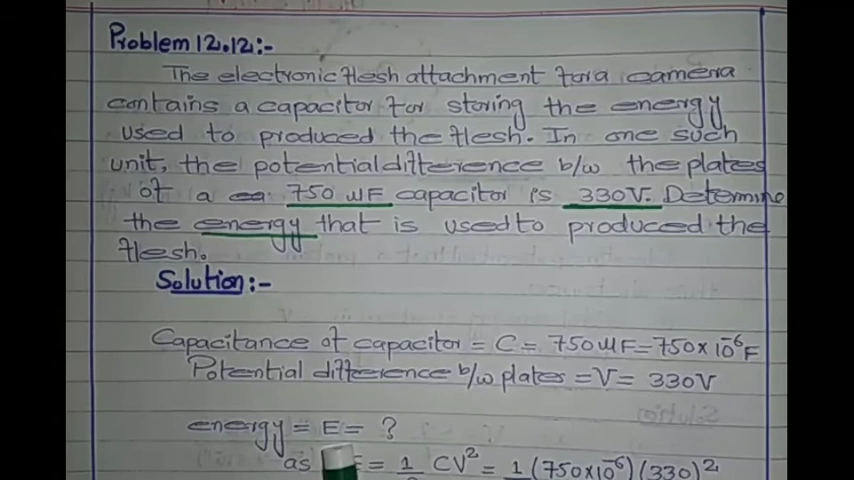 Problem 12.12:-
The electronic flesh attachment for a camera
contains a capacitor for storing the energy
used to produced the flesh. In one such
unit, the potential difference b/w the plates
of a 750 μF capacitor is 330V. Determine
the energy that is used to produced the
flesh.
Solution:-
Capacitance of capacitor = C = 750μF = 750×10⁻⁶F
Potential difference b/w plates = V = 330V
energy = E = ?
as = 1 CV² = 1 (750×10⁻⁶)(330)²